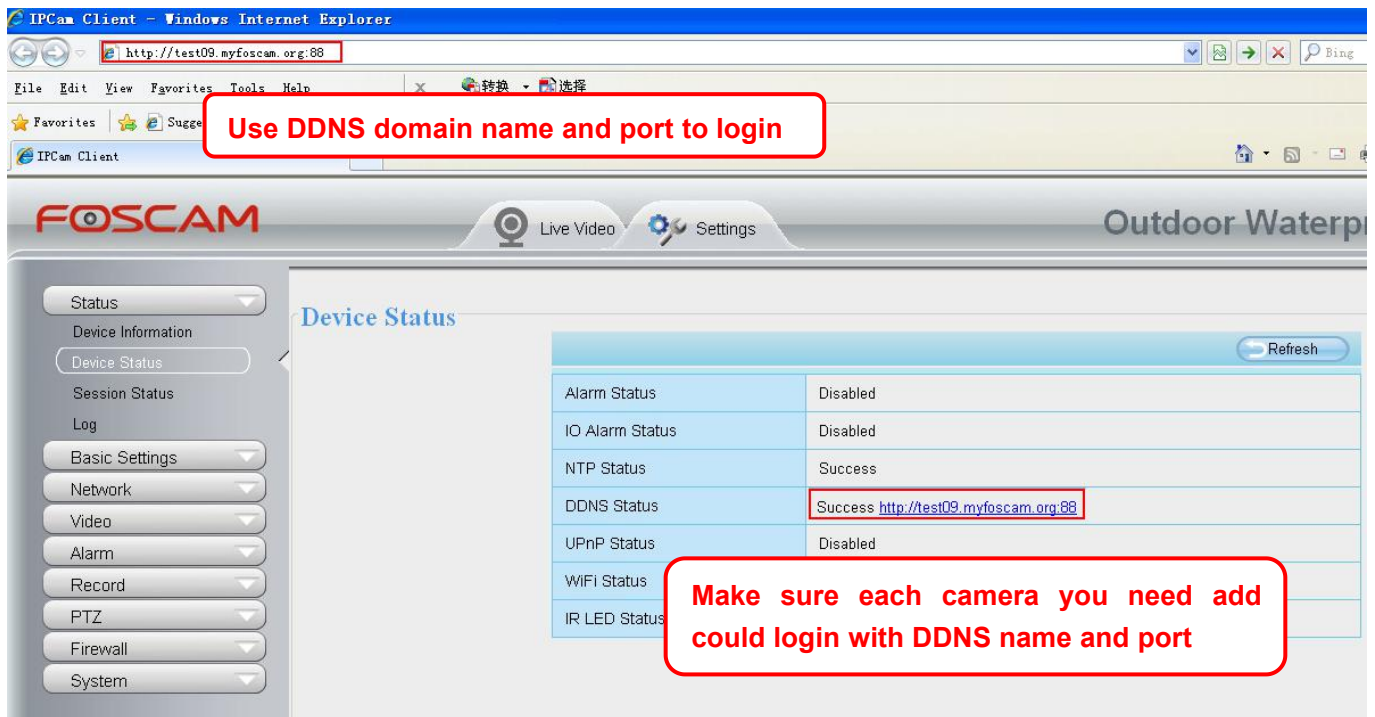 IPCam Client - Windows Internet Explorer
http://test09.myfoscam.org:88
Bing
File Edit View Favorites Tools Help
x 转换 选择
Favorites
Use DDNS domain name and port to login
IPCam Client
FOSCAM
Live Video
Settings
Outdoor
Status
Device Information
Device Status
Session Status
Log
Basic Settings
Network
Video
Alarm
Record
PTZ
Firewall
System
Device Status
Refresh
Alarm Status Disabled
IO Alarm Status Disabled
NTP Status Success
DDNS Status Success http://test09.myfoscam.org:88
UPnP Status Disabled
WiFi Status
IR LED Status
Make sure each camera you need add
could login with DDNS name and port